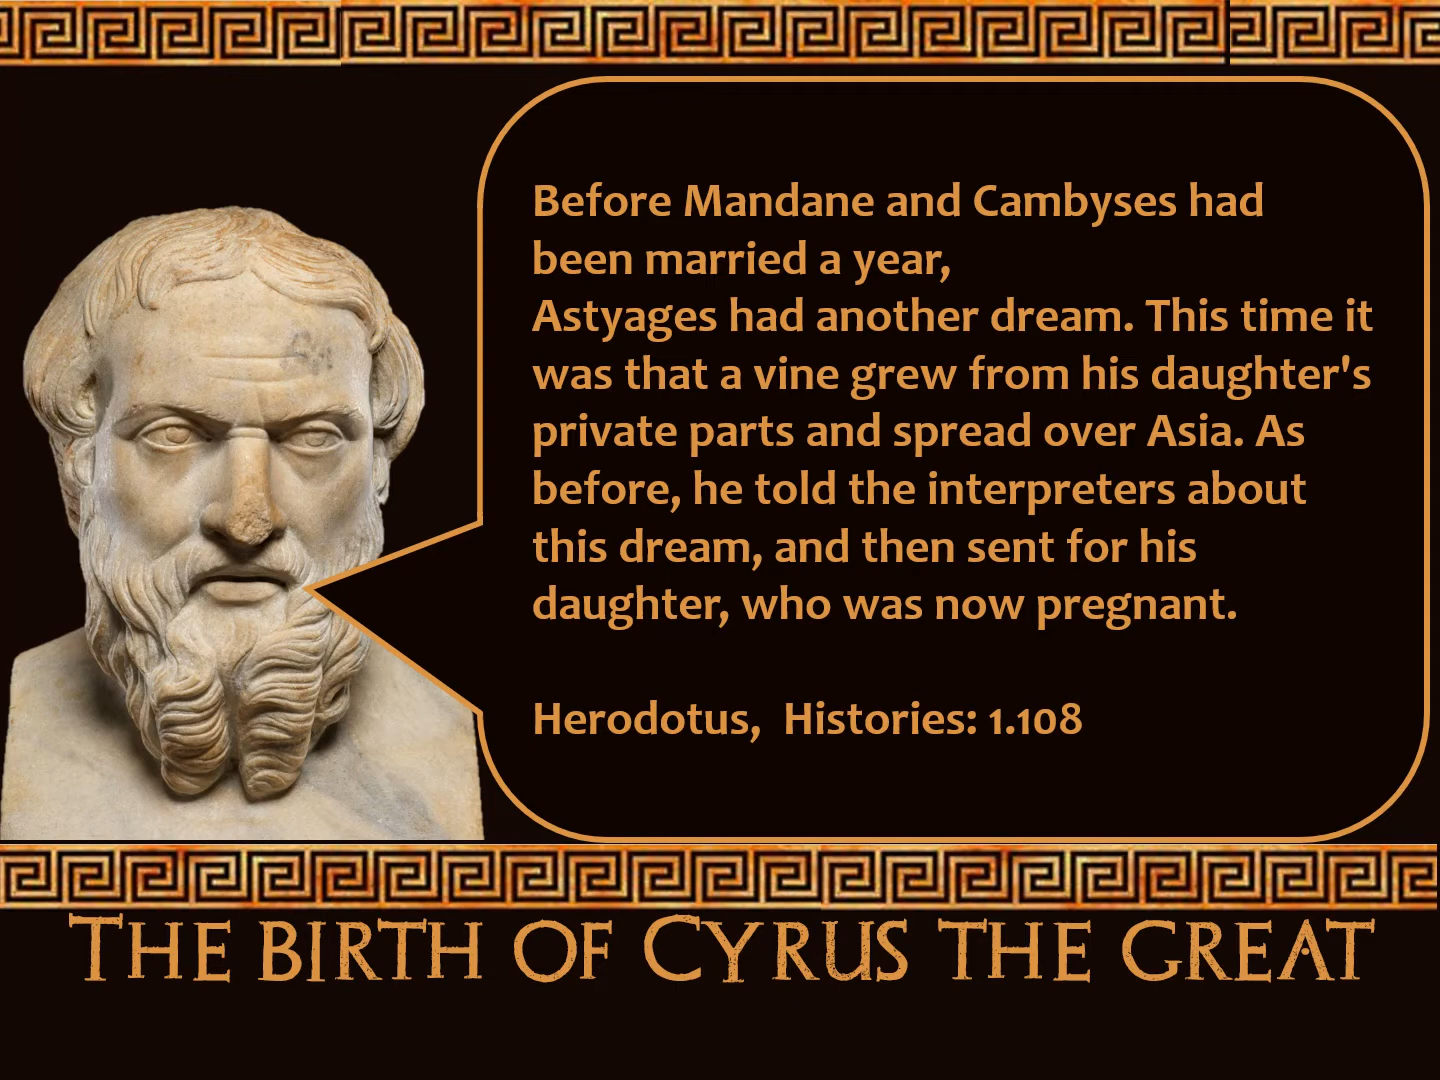 Before Mandane and Cambyses had
been married a year,
Astyages had another dream. This time it
was that a vine grew from his daughter's
private parts and spread over Asia. As
before, he told the interpreters about
this dream, and then sent for his
daughter, who was now pregnant.
Herodotus,  Histories: 1.108
The birth of Cyrus the great